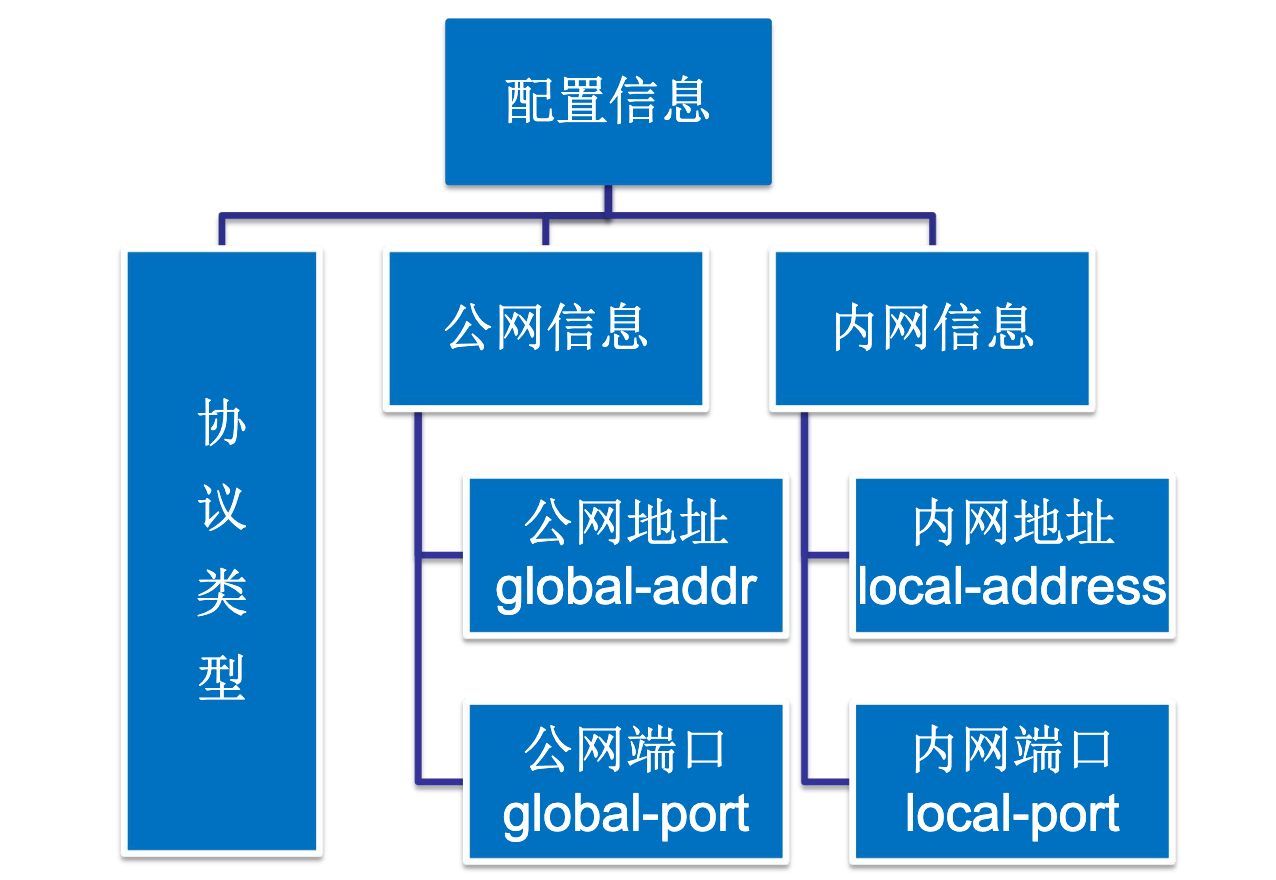 配置信息
协
议
类
型
公网信息
公网地址
global-addr
公网端口
global-port
内网信息
内网地址
local-address
内网端口
local-port